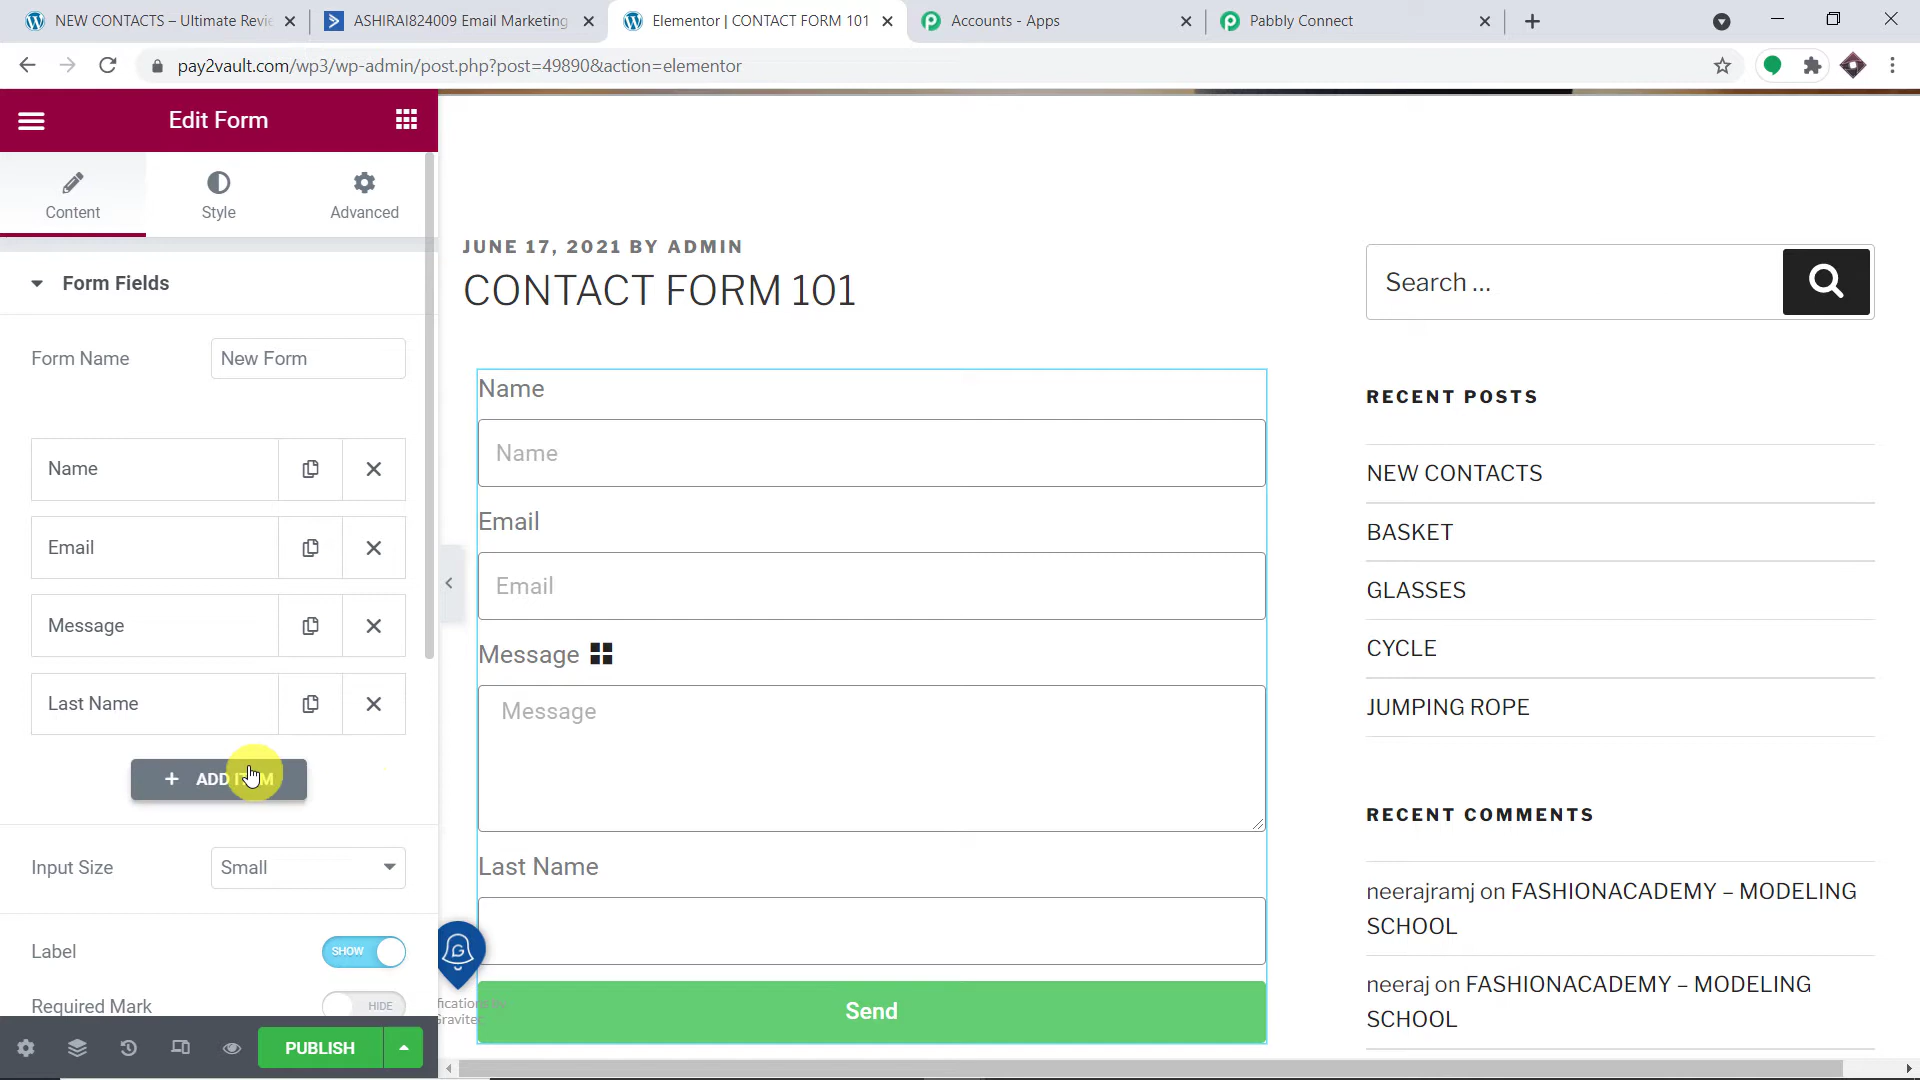 NEW CONTACTS – Ultimate Revi
ASHIRAI824009 Email Marketing
Elementor | CONTACT FORM 101
Accounts - Apps
Pabbly Connect
pay2vault.com/wp3/wp-admin/post.php?post=49890&action=elementor
Edit Form
Content
Style
Advanced
Form Fields
Form Name
New Form
Name
Email
Message
Last Name
ADD ITEM
Input Size
Small
Label
SHOW
Required Mark
HIDE
PUBLISH
JUNE 17, 2021 BY ADMIN
CONTACT FORM 101
Name
Name
Email
Email
Message
Message
Last Name
Send
Search ...
RECENT POSTS
NEW CONTACTS
BASKET
GLASSES
CYCLE
JUMPING ROPE
RECENT COMMENTS
neerajramj on FASHIONACADEMY – MODELING
SCHOOL
neeraj on FASHIONACADEMY – MODELING
SCHOOL